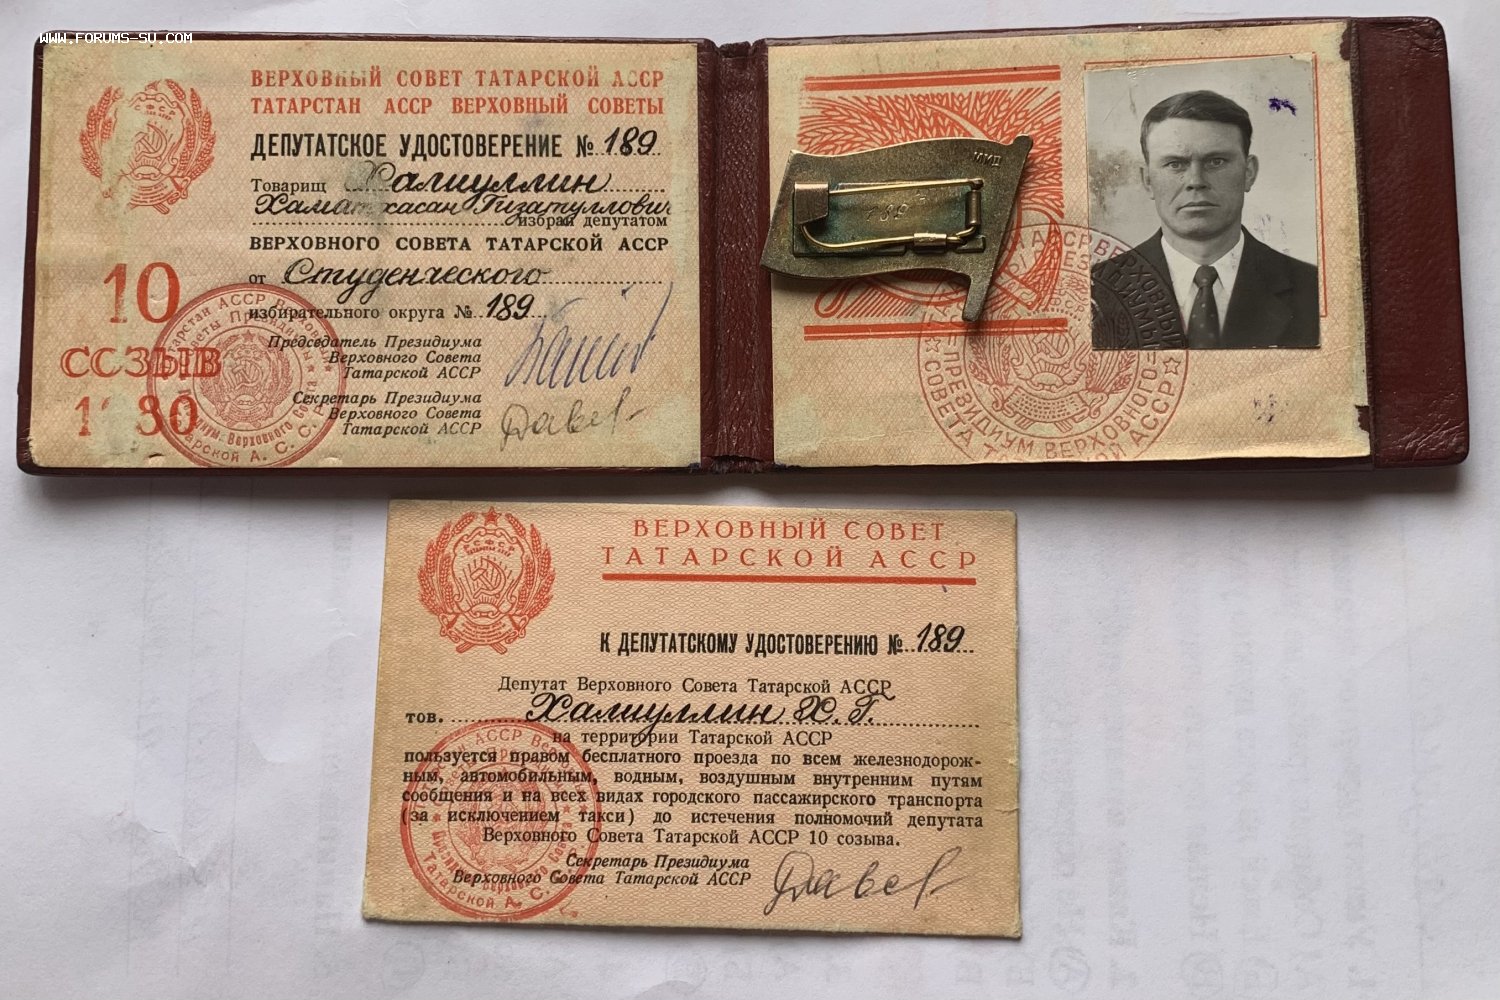 www.FORUMS-SU.COM
ВЕРХОВНЫЙ СОВЕТ ТАТАРСКОЙ АССР
ТАТАРСТАН АССР ВЕРХОВНЫЙ СОВЕТЫ
ДЕПУТАТСКОЕ УДОСТОВЕРЕНИЕ № 189
Товарищ Халиуллин
Хаматхасан Гизатуллович
избран депутатом
ВЕРХОВНОГО СОВЕТА ТАТАРСКОЙ АССР
от Студенческого
избирательного округа № 189
Председатель Президиума
Верховного Совета
Татарской АССР
Секретарь Президиума
Верховного Совета
Татарской АССР
10
СОЗЫВ
1980
ММД
189
ВЕРХОВНЫЙ СОВЕТ
ТАТАРСКОЙ АССР
К ДЕПУТАТСКОМУ УДОСТОВЕРЕНИЮ № 189
Депутат Верховного Совета Татарской АССР
тов. Халиуллин Х. Г.
на территории Татарской АССР
пользуется правом бесплатного проезда по всем железнодорож-
ным, автомобильным, водным, воздушным внутренним путям
сообщения и на всех видах городского пассажирского транспорта
(за исключением такси) до истечения полномочий депутата
Верховного Совета Татарской АССР 10 созыва.
Секретарь Президиума
Верховного Совета Татарской АССР